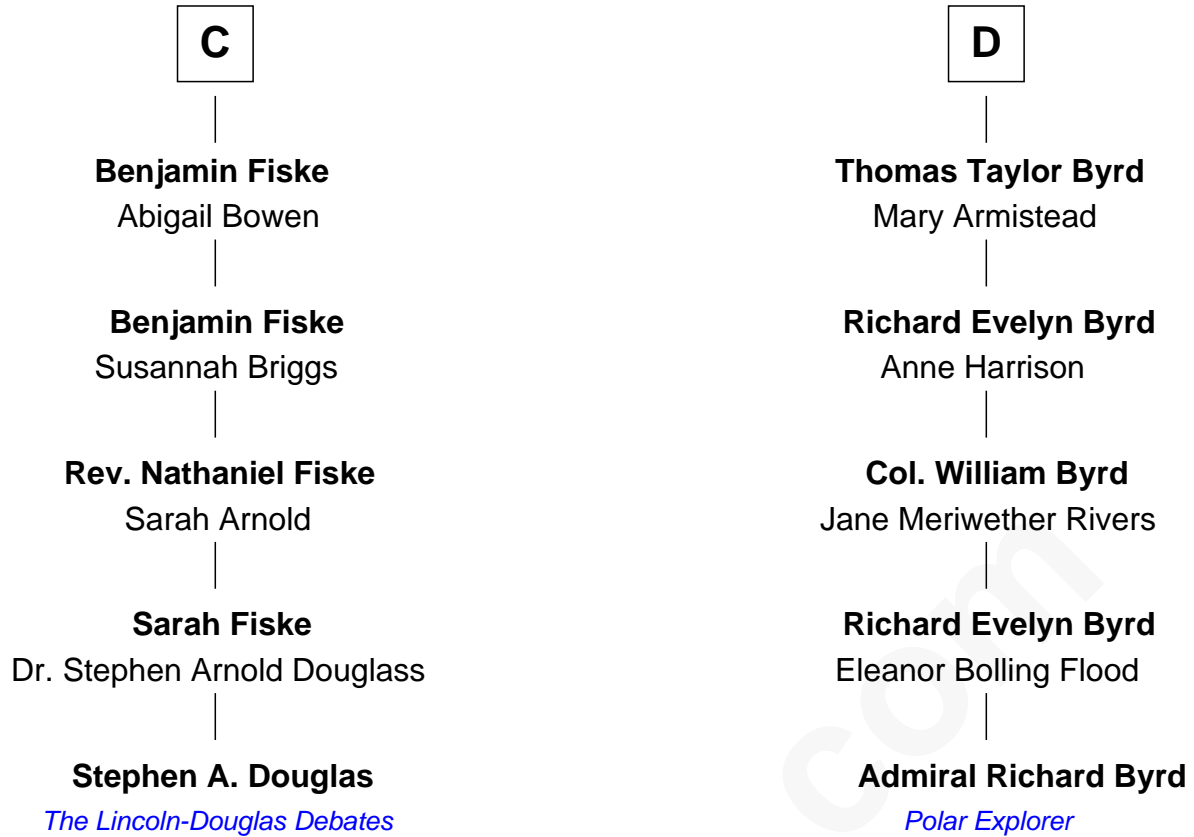 C
Benjamin Fiske
Abigail Bowen
Benjamin Fiske
Susannah Briggs
Rev. Nathaniel Fiske
Sarah Arnold
Sarah Fiske
Dr. Stephen Arnold Douglass
Stephen A. Douglas
The Lincoln-Douglas Debates
D
Thomas Taylor Byrd
Mary Armistead
Richard Evelyn Byrd
Anne Harrison
Col. William Byrd
Jane Meriwether Rivers
Richard Evelyn Byrd
Eleanor Bolling Flood
Admiral Richard Byrd
Polar Explorer
com